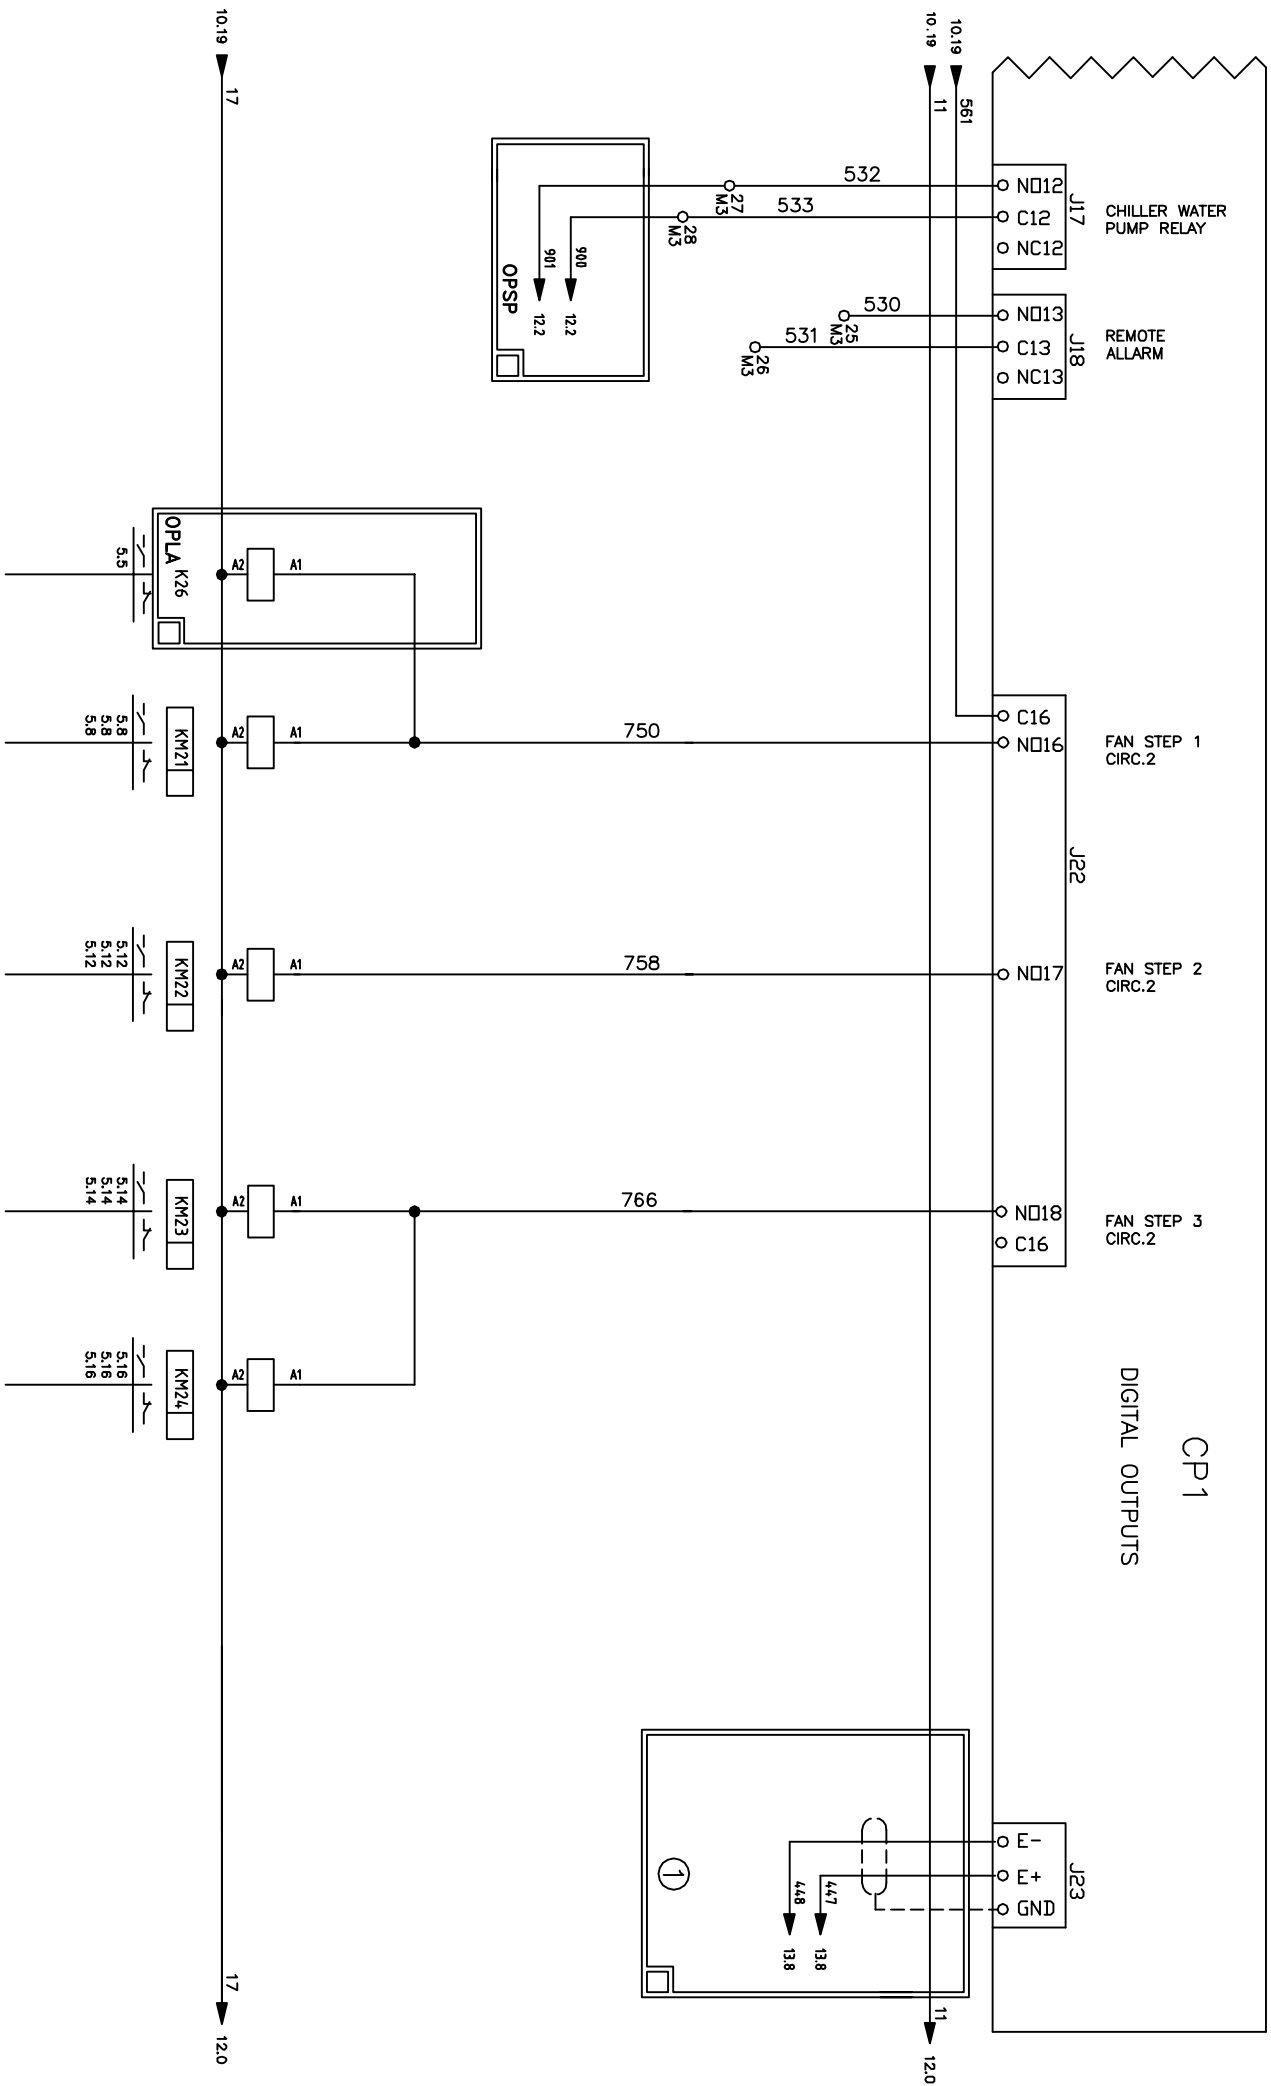 10.19
17
10.19
10.19
11
561
CP1
DIGITAL OUTPUTS
J17
NO12
C12
NC12
CHILLER WATER
PUMP RELAY
532
533
27
M3
28
M3
901
900
12.2
12.2
OPSP
J18
NO13
C13
NC13
REMOTE
ALLARM
530
531
25
M3
26
M3
OPLA
K26
A2
A1
5.5
J22
C16
NO16
FAN STEP 1
CIRC.2
750
A2
A1
KM21
5.8
5.8
5.8
NO17
FAN STEP 2
CIRC.2
758
A2
A1
KM22
5.12
5.12
5.12
NO18
C16
FAN STEP 3
CIRC.2
766
A2
A1
KM23
5.14
5.14
5.14
A2
A1
KM24
5.16
5.16
5.16
J23
E-
E+
GND
448
447
13.8
13.8
1
17
12.0
11
12.0